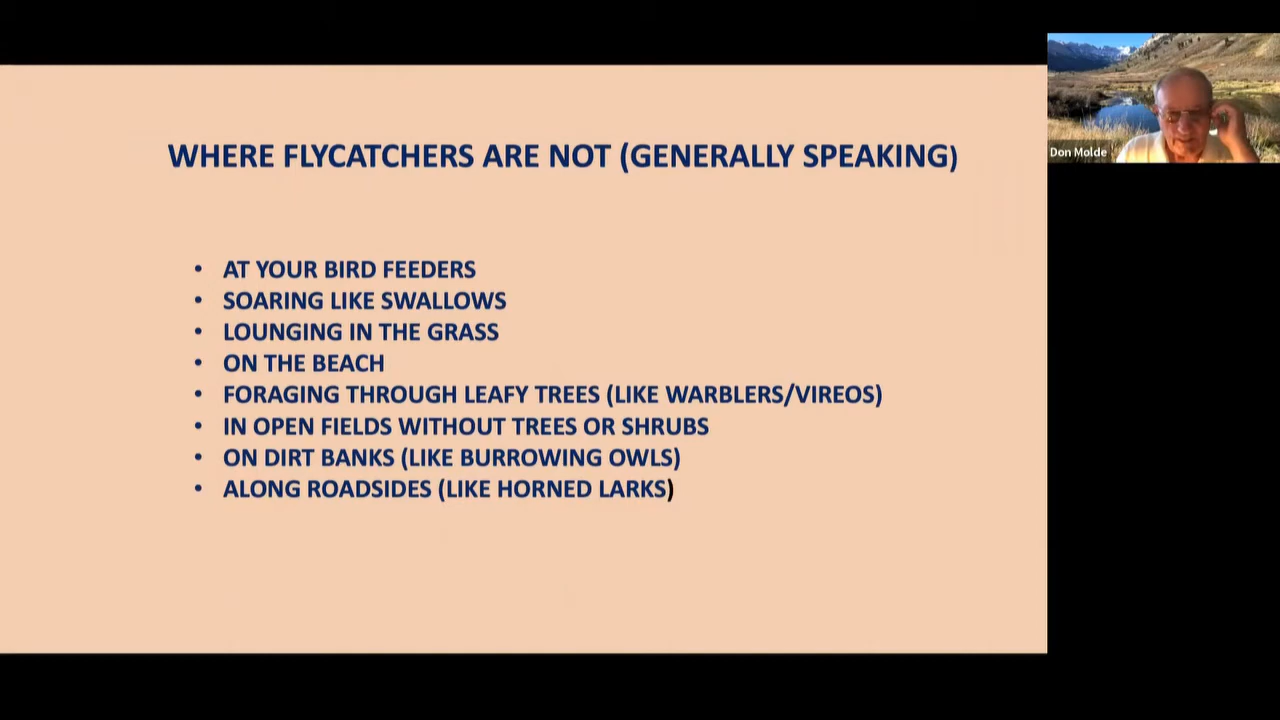 WHERE FLYCATCHERS ARE NOT (GENERALLY SPEAKING)
• AT YOUR BIRD FEEDERS
• SOARING LIKE SWALLOWS
• LOUNGING IN THE GRASS
• ON THE BEACH
• FORAGING THROUGH LEAFY TREES (LIKE WARBLERS/VIREOS)
• IN OPEN FIELDS WITHOUT TREES OR SHRUBS
• ON DIRT BANKS (LIKE BURROWING OWLS)
• ALONG ROADSIDES (LIKE HORNED LARKS)
Don Molde